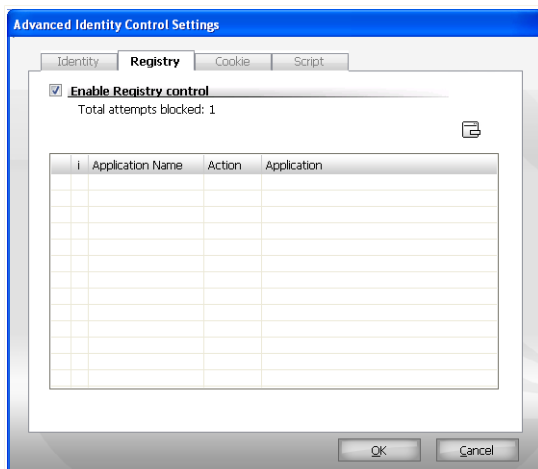 Advanced Identity Control Settings
Identity Registry Cookie Script
Enable Registry control
Total attempts blocked: 1
i Application Name Action Application
OK Cancel